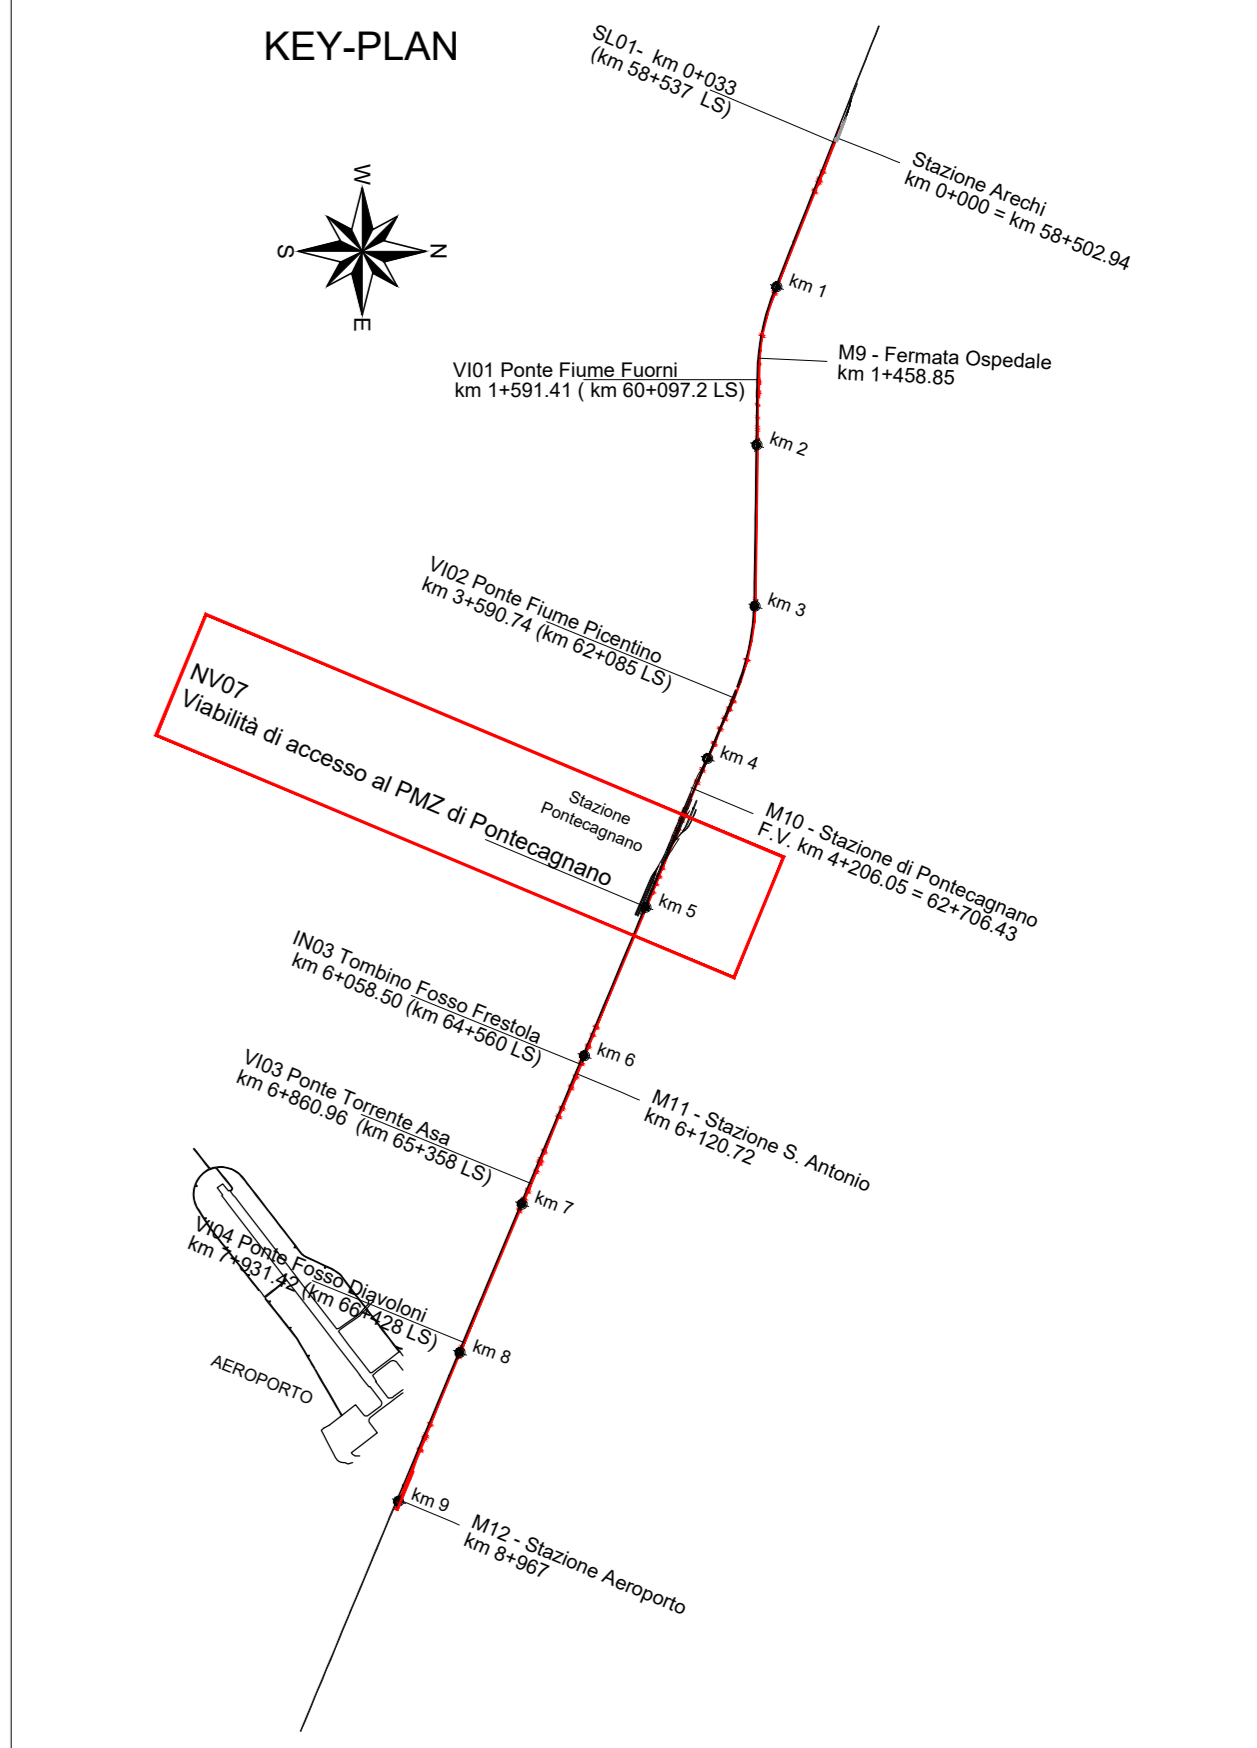 KEY-PLAN
SL01- km 0+033
(km 58+537 LS)
Stazione Arechi
km 0+000 = km 58+502.94
W
N
S
E
km 1
M9 - Fermata Ospedale
km 1+458.85
VI01 Ponte Fiume Fuorni
km 1+591.41 ( km 60+097.2 LS)
km 2
VI02 Ponte Fiume Picentino
km 3+590.74 (km 62+085 LS)
km 3
NV07
Viabilità di accesso al PMZ di Pontecagnano
km 4
Stazione
Pontecagnano
M10 - Stazione di Pontecagnano
F.V. km 4+206.05 = 62+706.43
km 5
IN03 Tombino Fosso Frestola
km 6+058.50 (km 64+560 LS)
km 6
VI03 Ponte Torrente Asa
km 6+860.96 (km 65+358 LS)
M11 - Stazione S. Antonio
km 6+120.72
km 7
VI04 Ponte Fosso Diavoloni
km 7+931.42 (km 66+428 LS)
km 8
AEROPORTO
km 9
M12 - Stazione Aeroporto
km 8+967